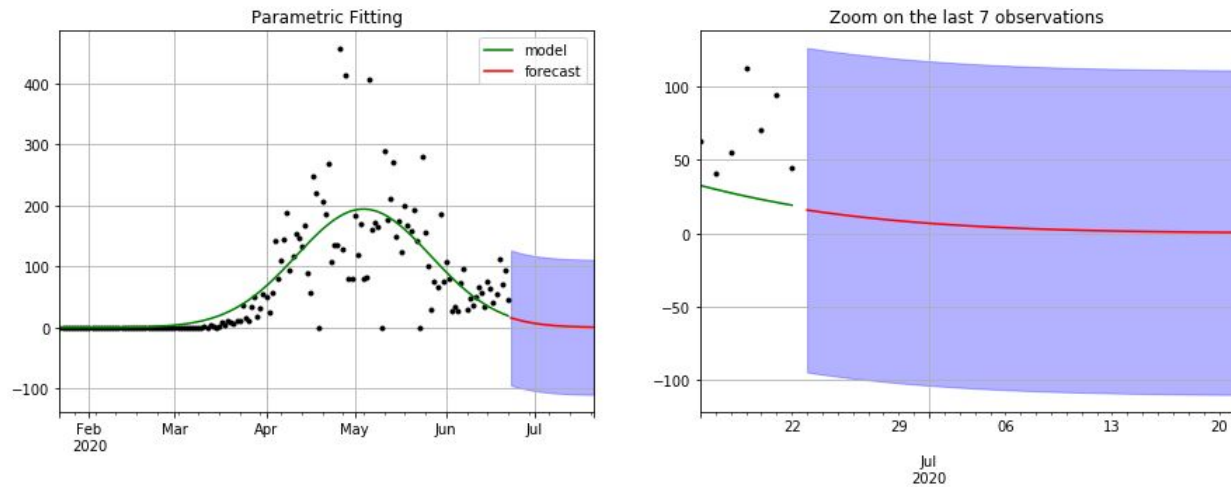 Parametric Fitting
model
forecast
400
300
200
100
0
−100
Feb
2020
Mar
Apr
May
Jun
Jul
Zoom on the last 7 observations
100
50
0
−50
−100
22
29
06
13
20
Jul
2020